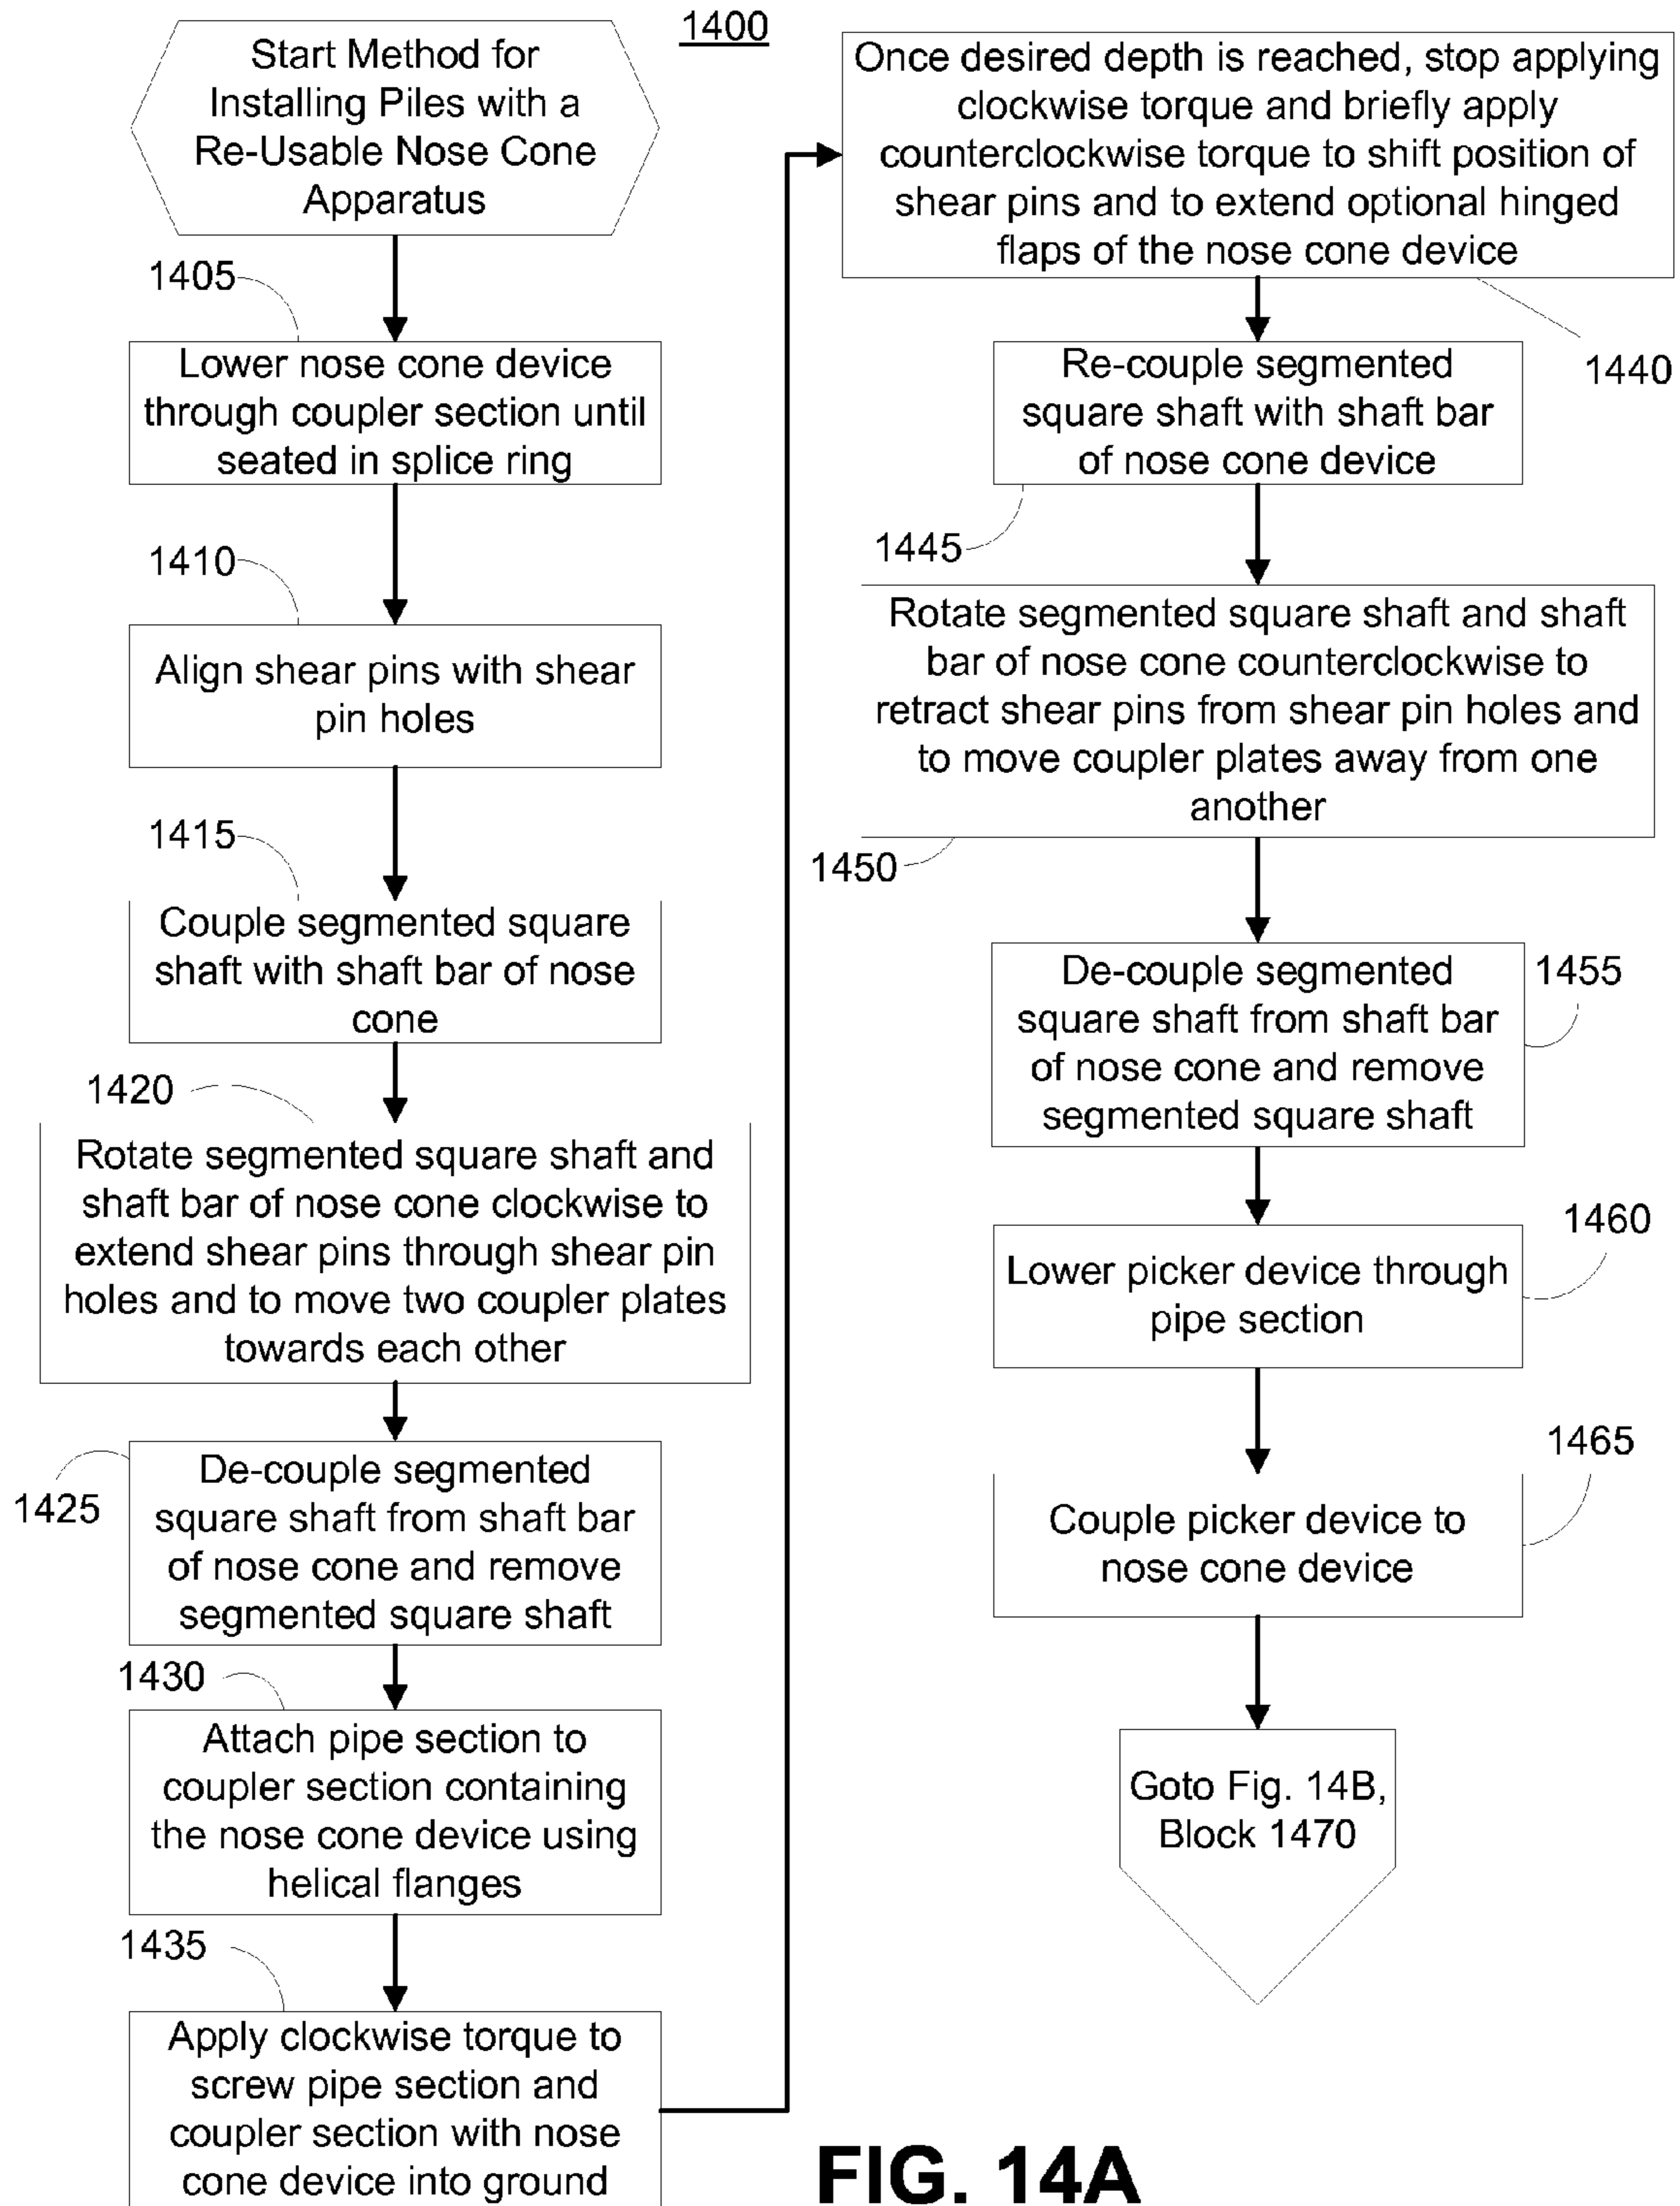 1400
Start Method for
Installing Piles with a
Re-Usable Nose Cone
Apparatus
1405
Lower nose cone device
through coupler section until
seated in splice ring
1410
Align shear pins with shear
pin holes
1415
Couple segmented square
shaft with shaft bar of nose
cone
1420
Rotate segmented square shaft and
shaft bar of nose cone clockwise to
extend shear pins through shear pin
holes and to move two coupler plates
towards each other
1425
De-couple segmented
square shaft from shaft bar
of nose cone and remove
segmented square shaft
1430
Attach pipe section to
coupler section containing
the nose cone device using
helical flanges
1435
Apply clockwise torque to
screw pipe section and
coupler section with nose
cone device into ground
Once desired depth is reached, stop applying
clockwise torque and briefly apply
counterclockwise torque to shift position of
shear pins and to extend optional hinged
flaps of the nose cone device
1440
Re-couple segmented
square shaft with shaft bar
of nose cone device
1445
Rotate segmented square shaft and shaft
bar of nose cone counterclockwise to
retract shear pins from shear pin holes and
to move coupler plates away from one
another
1450
De-couple segmented
square shaft from shaft bar
of nose cone and remove
segmented square shaft
1455
Lower picker device through
pipe section
1460
Couple picker device to
nose cone device
1465
Goto Fig. 14B,
Block 1470
FIG. 14A